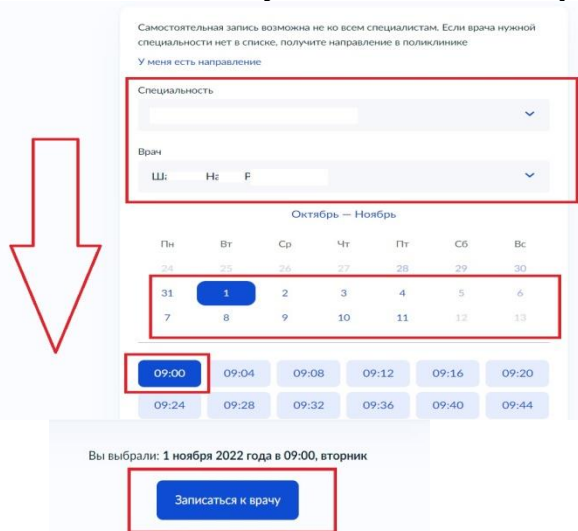 Самостоятельная запись возможна не ко всем специалистам. Если врача нужной
специальности нет в списке, получите направление в поликлинике
У меня есть направление
Специальность
Врач
Октябрь — Ноябрь
Пн Вт Ср Чт Пт Сб Вс
24 25 26 27 28 29 30
31 1 2 3 4 5 6
7 8 9 10 11 12 13
09:00 09:04 09:08 09:12 09:16 09:20
09:24 09:28 09:32 09:36 09:40 09:44
Вы выбрали: 1 ноября 2022 года в 09:00, вторник
Записаться к врачу